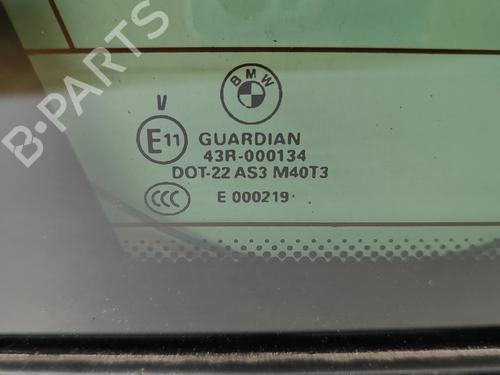 B-PARTS
BMW
V
E11 GUARDIAN
43R-000134
DOT-22 AS3 M40T3
CCC E 000219